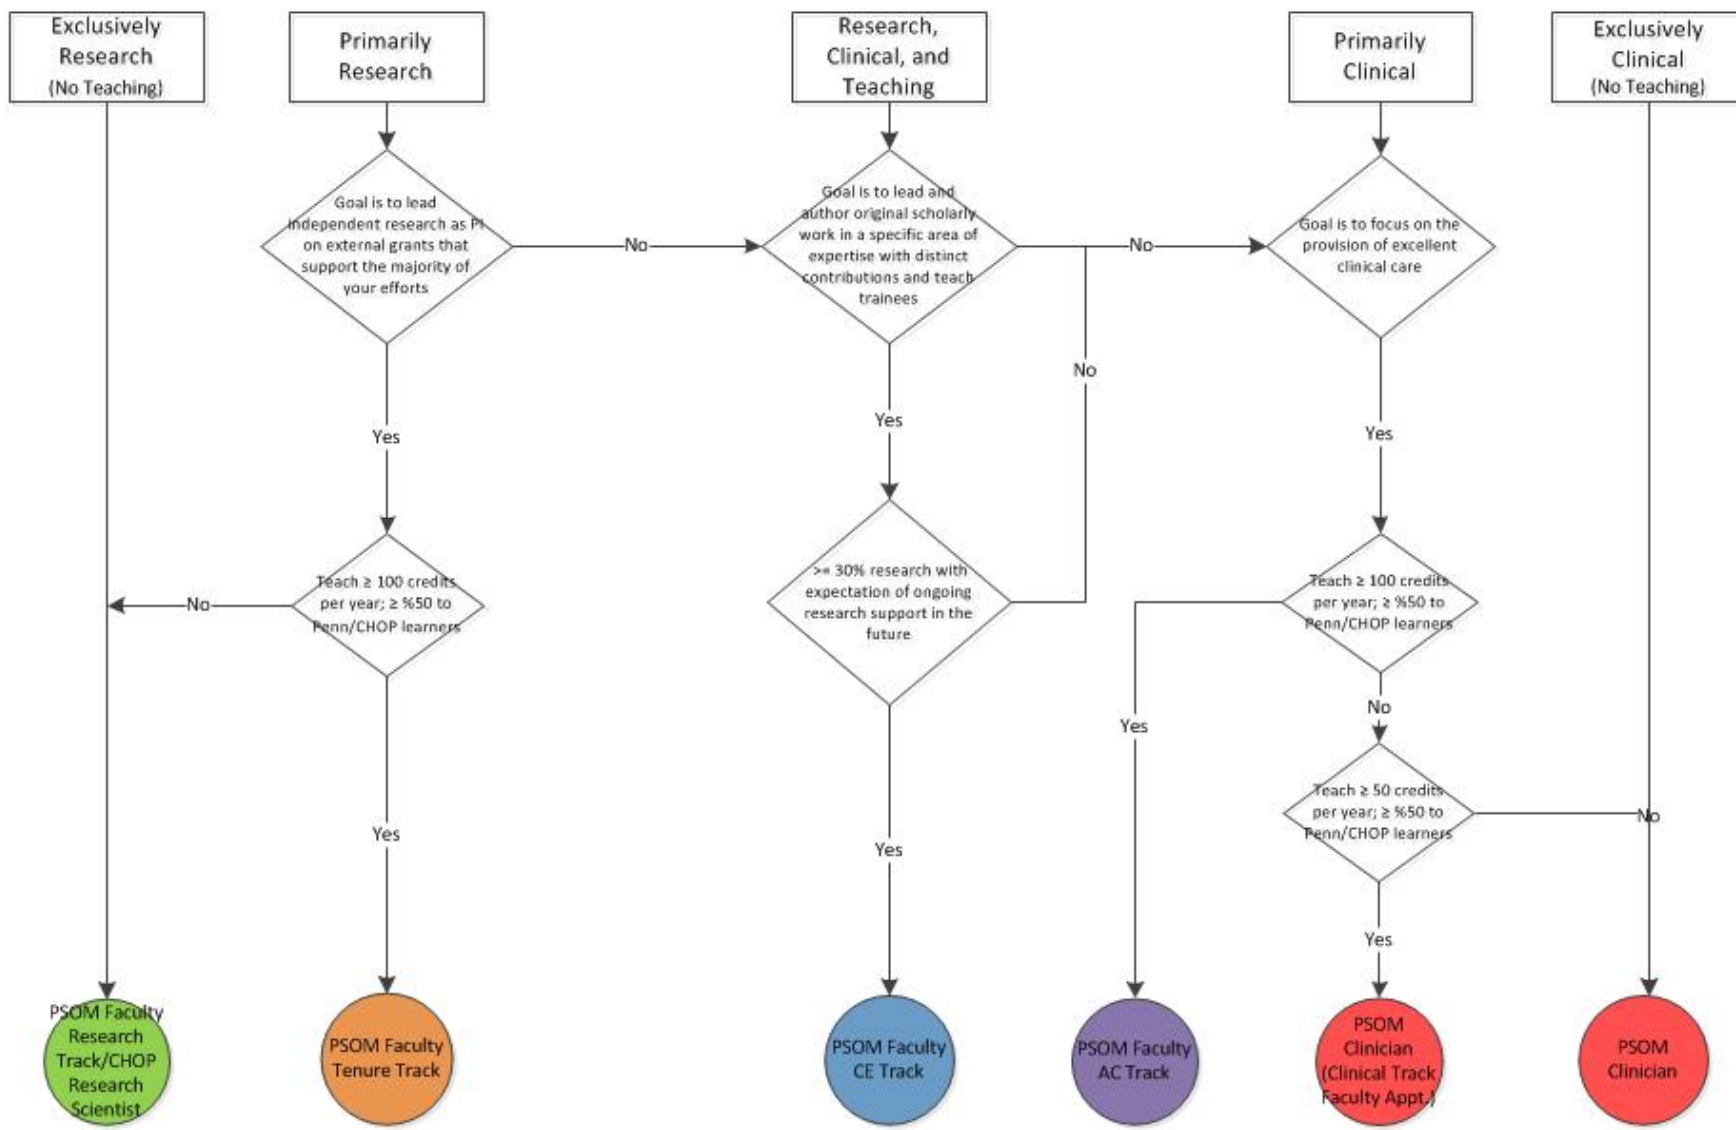 Exclusively
Research
(No Teaching)
Primarily
Research
Research,
Clinical, and
Teaching
Primarily
Clinical
Exclusively
Clinical
(No Teaching)
Goal is to lead
independent research as PI
on external grants that
support the majority of
your efforts
No
Goal is to lead and
author original scholarly
work in a specific area of
expertise with distinct
contributions and teach
trainees
No
Goal is to focus on the
provision of excellent
clinical care
No
Yes
Yes
Yes
Teach ≥ 100 credits
per year; ≥ %50 to
Penn/CHOP learners
No
>= 30% research with
expectation of ongoing
research support in the
future
Teach ≥ 100 credits
per year; ≥ %50 to
Penn/CHOP learners
Yes
No
Teach ≥ 50 credits
per year; ≥ %50 to
Penn/CHOP learners
No
Yes
Yes
Yes
PSOM Faculty
Research
Track/CHOP
Research
Scientist
PSOM Faculty
Tenure Track
PSOM Faculty
CE Track
PSOM Faculty
AC Track
PSOM
Clinician
(Clinical Track
Faculty Appt.)
PSOM
Clinician